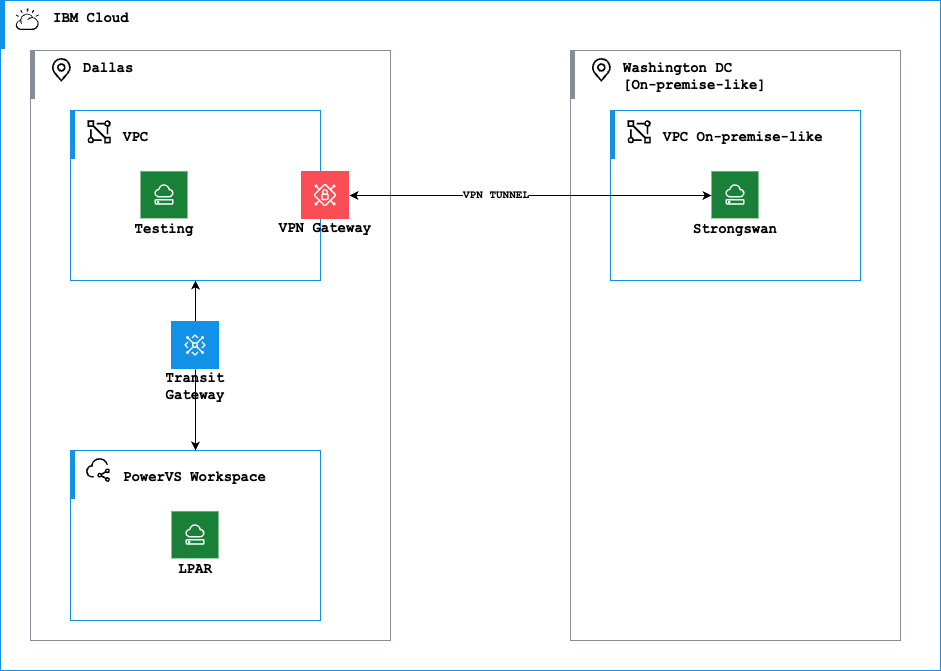 IBM Cloud
Dallas
VPC
Testing
VPN Gateway
Transit
Gateway
PowerVS Workspace
LPAR
VPN TUNNEL
Washington DC
[On-premise-like]
VPC On-premise-like
Strongswan